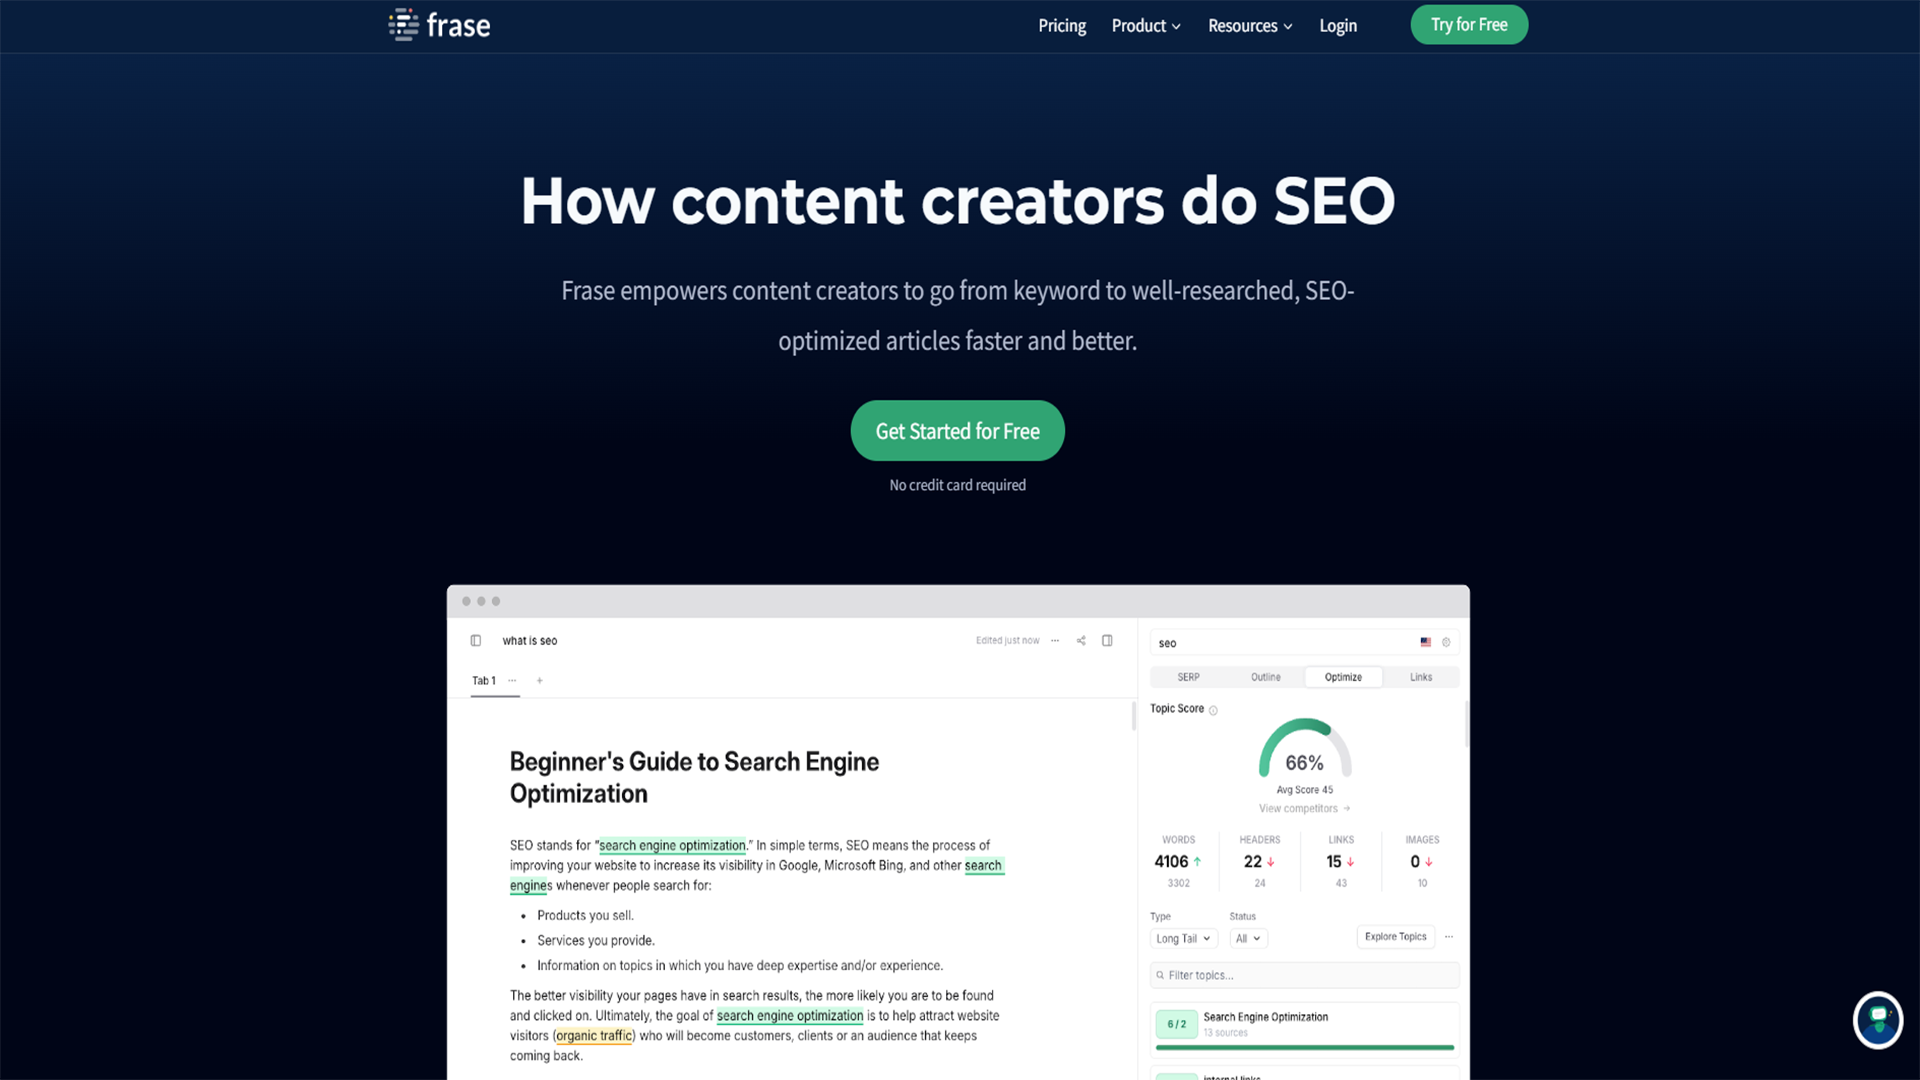 frase
Pricing Product Resources Login Try for Free
How content creators do SEO
Frase empowers content creators to go from keyword to well-researched, SEO-
optimized articles faster and better.
Get Started for Free
No credit card required
what is seo
Edited just now
Tab 1
Beginner's Guide to Search Engine
Optimization
SEO stands for “search engine optimization.” In simple terms, SEO means the process of
improving your website to increase its visibility in Google, Microsoft Bing, and other search
engines whenever people search for:
• Products you sell.
• Services you provide.
• Information on topics in which you have deep expertise and/or experience.
The better visibility your pages have in search results, the more likely you are to be found
and clicked on. Ultimately, the goal of search engine optimization is to help attract website
visitors (organic traffic) who will become customers, clients or an audience that keeps
coming back.
seo
SERP Outline Optimize Links
Topic Score
66%
Avg Score 45
View competitors →
WORDS HEADERS LINKS IMAGES
4106 ↑ 22 ↓ 15 ↓ 0 ↓
3302 24 43 10
Type Status
Long Tail All Explore Topics
Filter topics...
6 / 2 Search Engine Optimization
13 sources
internal links